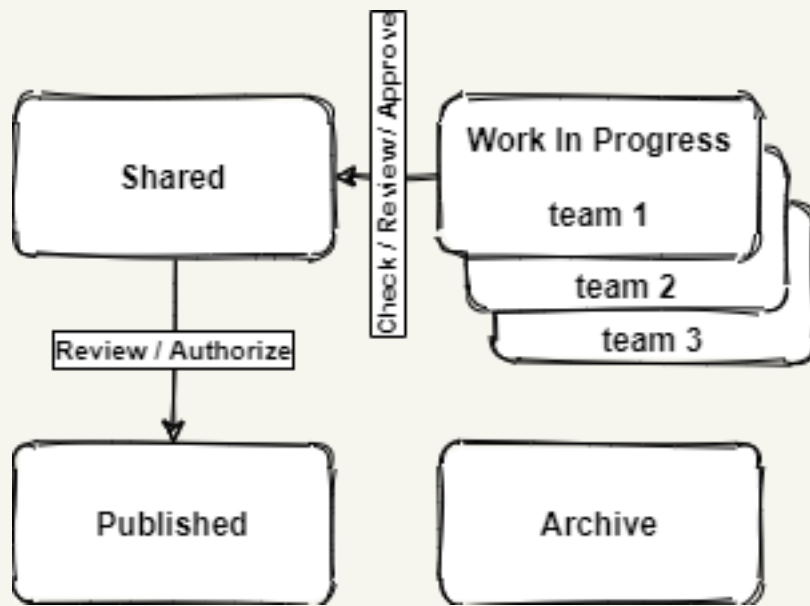 Check / Review/ Approve
Work In Progress
Shared
team 1
team 2
team 3
Review / Authorize
Published
Archive